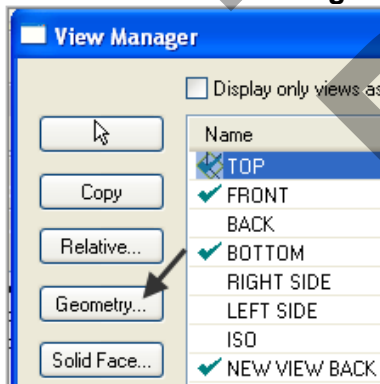 View Manager
Display only views as
Name
TOP
Copy
FRONT
BACK
Relative...
BOTTOM
RIGHT SIDE
Geometry...
LEFT SIDE
ISO
Solid Face...
NEW VIEW BACK